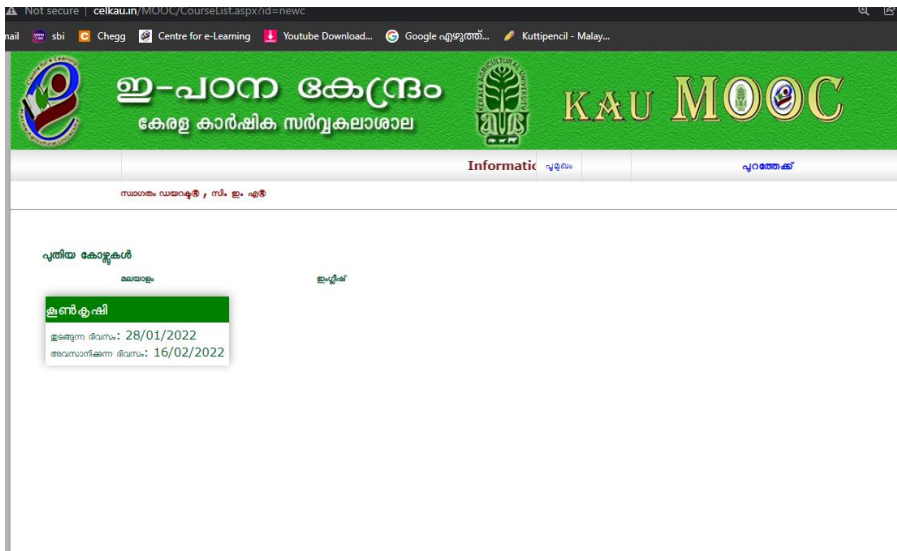 Not secure | celkau.in/MOOC/CourseList.aspx?id=newc
mail sbi Chegg Centre for e-Learning Youtube Download... Google എഴുത്ത്... Kuttipencil - Malay...
ഇ-പഠന കേന്ദ്രം
കേരള കാർഷിക സർവ്വകലാശാല
KAU MOOC
Informatic പൂമുഖം പുറത്തേക്ക്
സ്വാഗതം ഡയറക്ട® , സി. ഇ. എ®
പുതിയ കോഴ്സുകൾ
മലയാളം ഇംഗ്ലീഷ്
കൂൺകൃഷി
തുടങ്ങുന്ന ദിവസം: 28/01/2022
അവസാനിക്കുന്ന ദിവസം: 16/02/2022